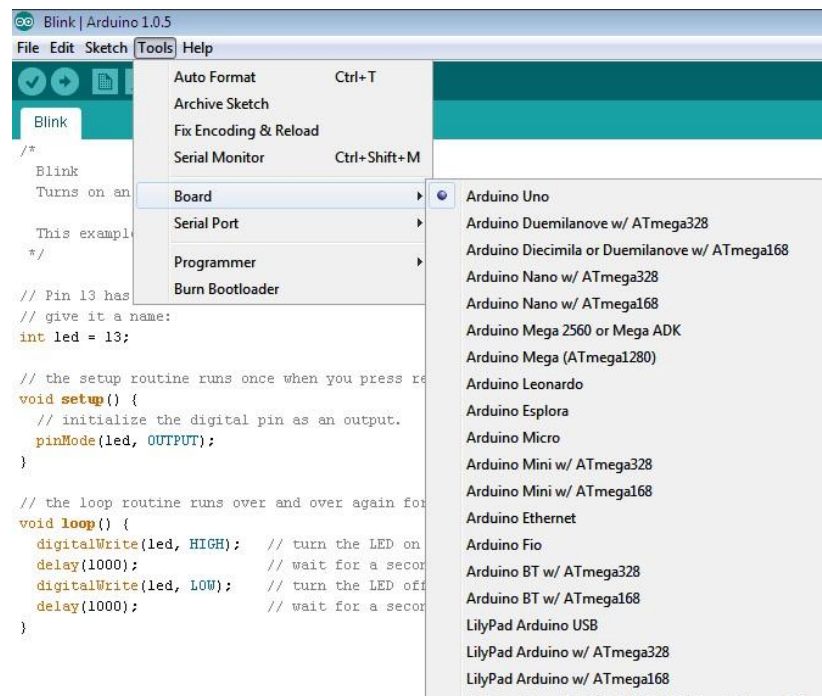 Blink | Arduino 1.0.5
File Edit Sketch Tools Help
Auto Format Ctrl+T
Archive Sketch
Fix Encoding & Reload
Serial Monitor Ctrl+Shift+M
Board
Serial Port
Programmer
Burn Bootloader
Arduino Uno
Arduino Duemilanove w/ ATmega328
Arduino Diecimila or Duemilanove w/ ATmega168
Arduino Nano w/ ATmega328
Arduino Nano w/ ATmega168
Arduino Mega 2560 or Mega ADK
Arduino Mega (ATmega1280)
Arduino Leonardo
Arduino Esplora
Arduino Micro
Arduino Mini w/ ATmega328
Arduino Mini w/ ATmega168
Arduino Ethernet
Arduino Fio
Arduino BT w/ ATmega328
Arduino BT w/ ATmega168
LilyPad Arduino USB
LilyPad Arduino w/ ATmega328
LilyPad Arduino w/ ATmega168
Blink
/*
Blink
Turns on an
This exampl
*/
// Pin 13 has
// give it a name:
int led = 13;
// the setup routine runs once when you press re
void setup() {
// initialize the digital pin as an output.
pinMode(led, OUTPUT);
}
// the loop routine runs over and over again for
void loop() {
digitalWrite(led, HIGH); // turn the LED on
delay(1000); // wait for a secon
digitalWrite(led, LOW); // turn the LED off
delay(1000); // wait for a secon
}